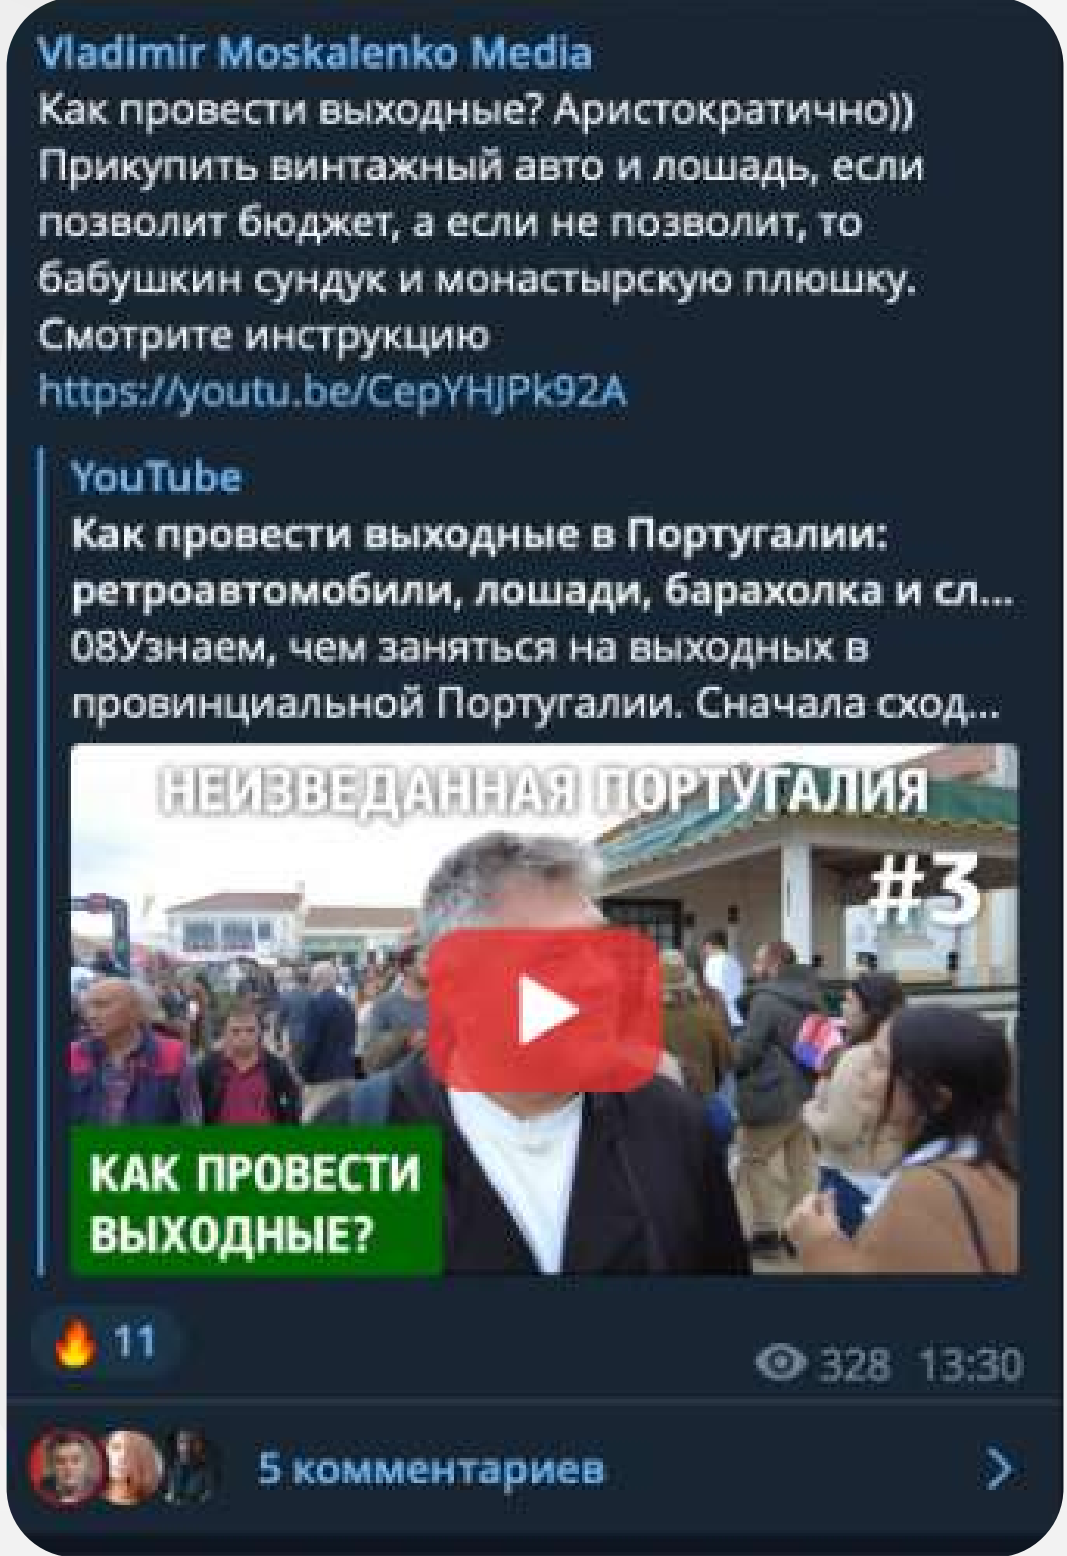 Vladimir Moskalenko Media
Как провести выходные? Аристократично))
Прикупить винтажный авто и лошадь, если
позволит бюджет, а если не позволит, то
бабушкин сундук и монастырскую плюшку.
Смотрите инструкцию
https://youtu.be/CepYHJPk92A
YouTube
Как провести выходные в Португалии:
ретроавтомобили, лошади, барахолка и сл...
08Узнаем, чем заняться на выходных в
провинциальной Португалии. Сначала сход...
НЕИЗВЕДАННАЯ ПОРТУГАЛИЯ
#3
КАК ПРОВЕСТИ
ВЫХОДНЫЕ?
11
328 13:30
5 комментариев